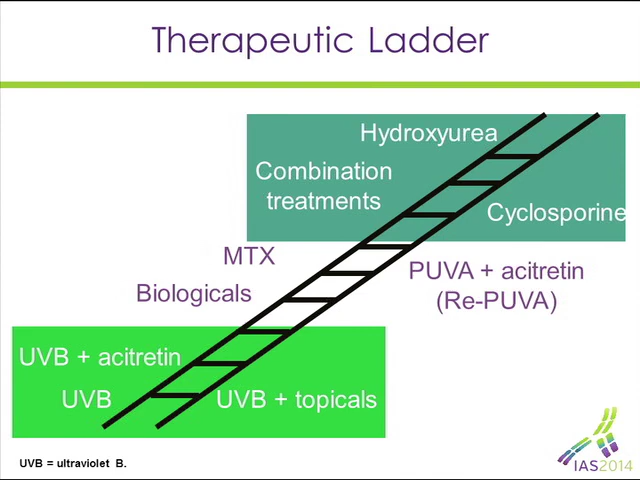 Therapeutic Ladder
Hydroxyurea
Combination
treatments
Cyclosporine
MTX
PUVA + acitretin
(Re-PUVA)
Biologicals
UVB + acitretin
UVB
UVB + topicals
UVB = ultraviolet B.
IAS2014